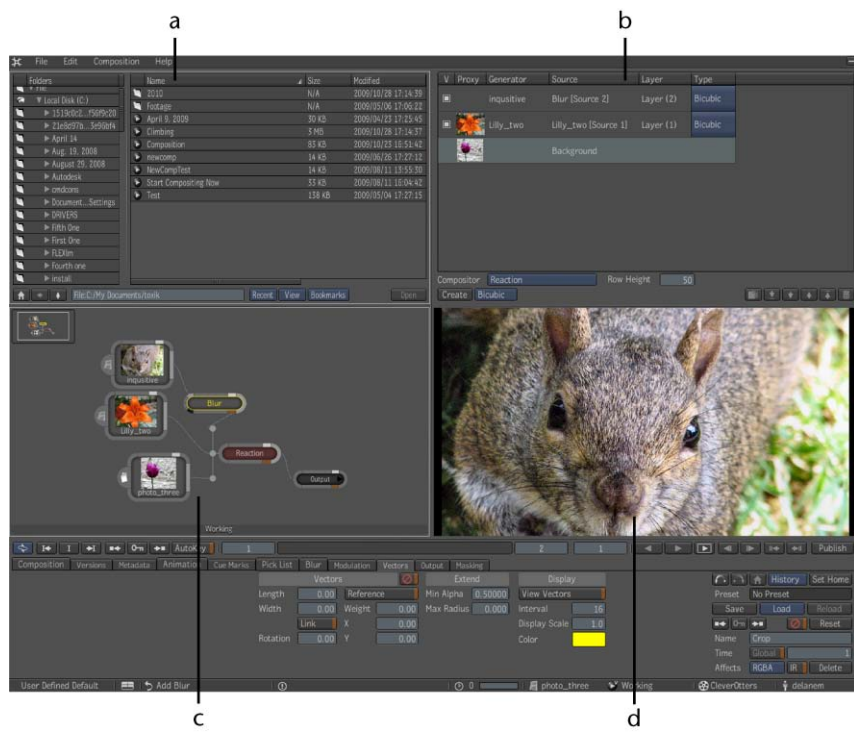 a
b
File Edit Composition Help
Folders
Name Size Modified
V Proxy Generator Source Layer Type
File
Local Disk (C:)
April 14
Aug. 19, 2008
August 29, 2008
Autodesk
cmdcons
Document...Settings
DRIVERS
Fifth One
First One
FLEXlm
Fourth one
install
2010 N/A 2009/10/28 17:14:39
Footage N/A 2009/05/06 17:06:22
April 9, 2009 30 KB 2009/04/23 17:25:45
Climbing 3 MB 2009/10/28 17:14:37
Composition 83 KB 2009/10/23 16:51:42
newcomp 14 KB 2009/06/26 17:27:12
NewCompTest 14 KB 2009/08/11 13:55:30
Start Compositing Now 33 KB 2009/08/11 16:04:42
Test 138 KB 2009/05/04 17:27:15
inqusitive Blur [Source 2] Layer (2) Bicubic
Lilly_two Lilly_two [Source 1] Layer (1) Bicubic
Background
File:C:/My Documents/toxik Recent View Bookmarks Open
Compositor Reaction Row Height 50
Create Bicubic
inqusitive
Blur
Lilly_two
Reaction
photo_three
Output
Working
AutoKey 1 2 1 Publish
Composition Versions Metadata Animation Cue Marks Pick List Blur Modulation Vectors Output Masking
Vectors Extend Display
Length 0.00 Reference Min Alpha 0.50000 View Vectors
Width 0.00 Weight 0.00 Max Radius 0.000 Interval 16
Link X 0.00 Display Scale 1.0
Rotation 0.00 Y 0.00 Color
History Set Home
Preset No Preset
Save Load Reload
Reset
Name Crop
Time Global 1
Affects RGBA IR Delete
User Defined Default Add Blur 0 photo_three Working CleverOtters delanem
c
d